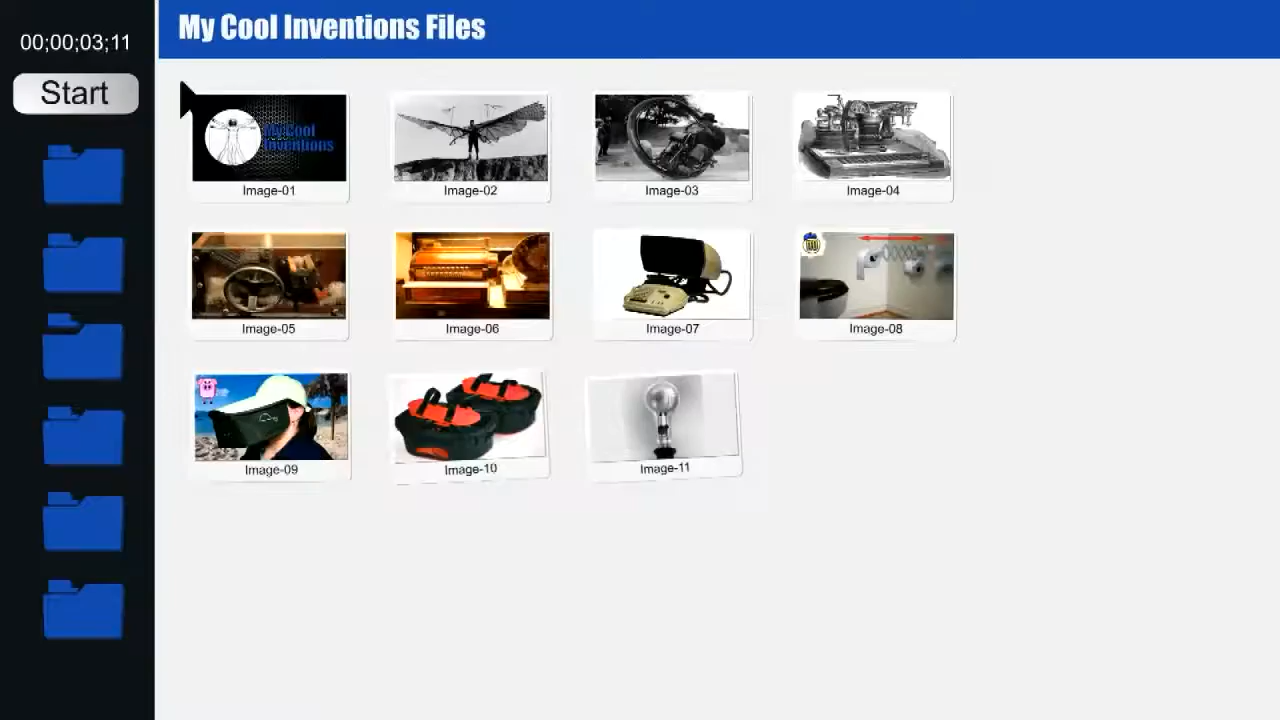 My Cool Inventions Files
00;00;03;11
Start
My Cool
Inventions
Image-01
Image-02
Image-03
Image-04
Image-05
Image-06
Image-07
Image-08
Image-09
Image-10
Image-11